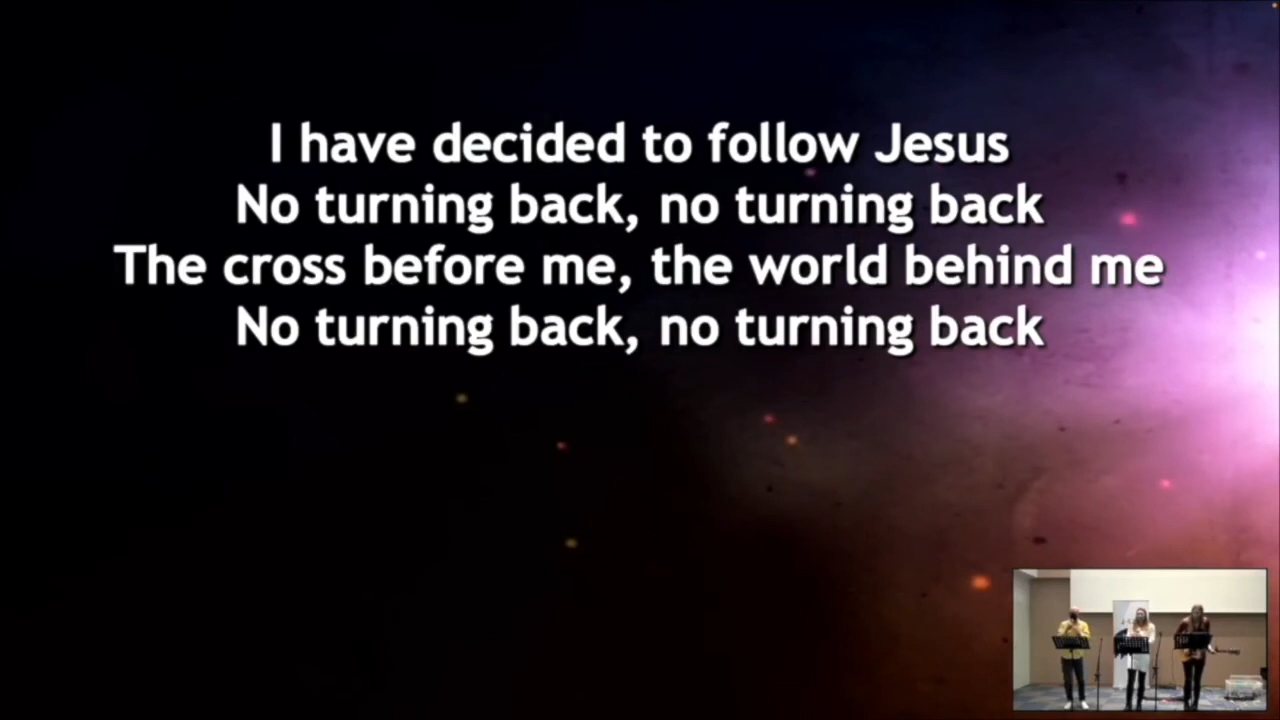 I have decided to follow Jesus
No turning back, no turning back
The cross before me, the world behind me
No turning back, no turning back